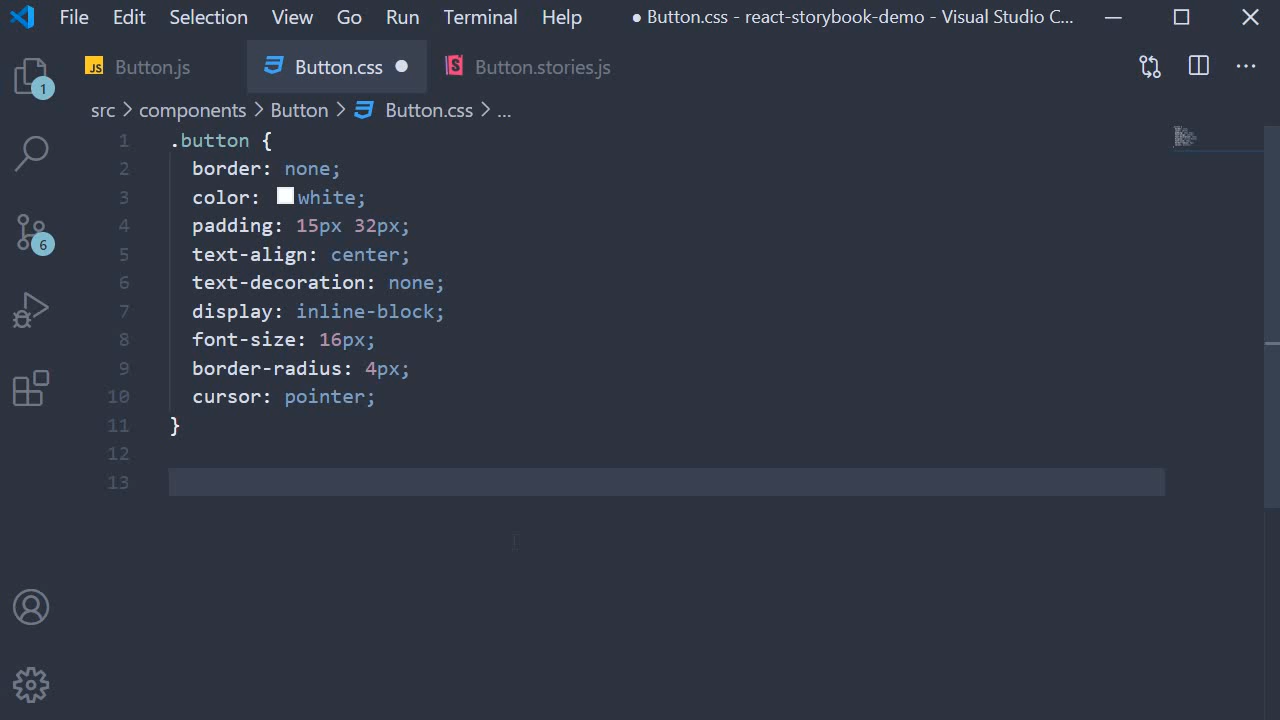 File Edit Selection View Go Run Terminal Help ● Button.css - react-storybook-demo - Visual Studio C...
JS Button.js Button.css ● S Button.stories.js
1
src > components > Button > Button.css > ...
1 .button {
2 border: none;
3 color: white;
4 padding: 15px 32px;
5 text-align: center;
6 text-decoration: none;
7 display: inline-block;
8 font-size: 16px;
9 border-radius: 4px;
10 cursor: pointer;
11 }
12
13
6